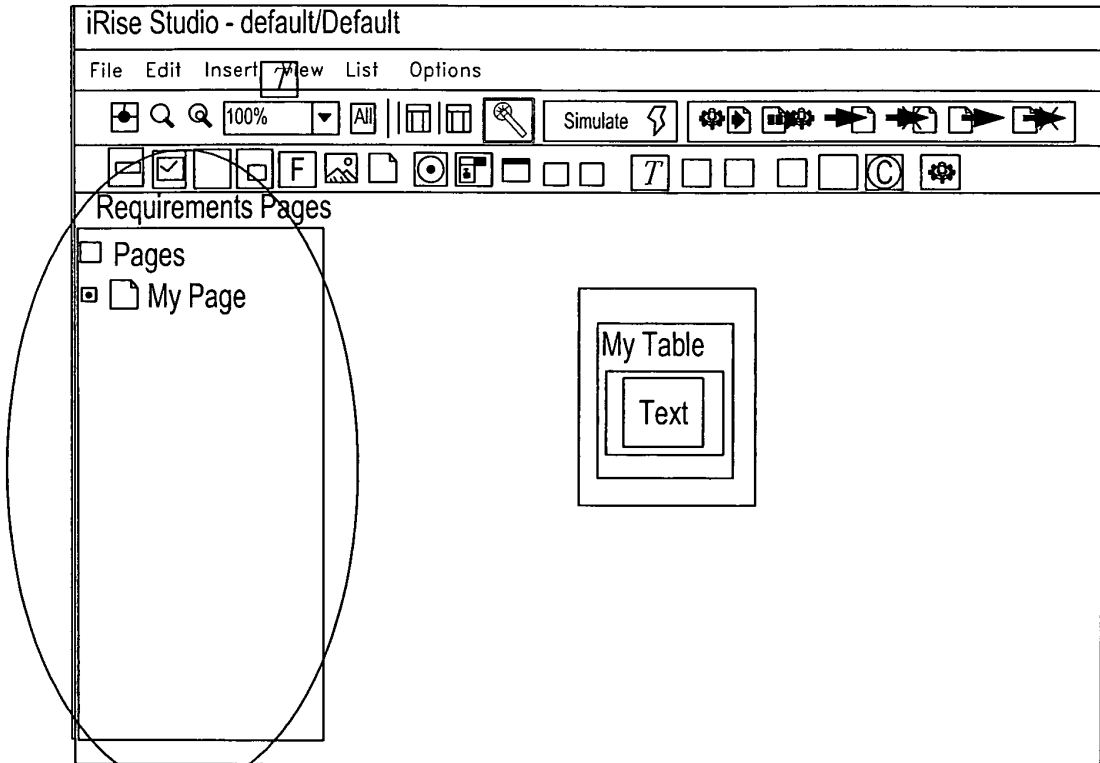 iRise Studio - default/Default
File Edit Insert View List Options
T
100% All Simulate
F T C
Requirements Pages
Pages
My Page
My Table
Text